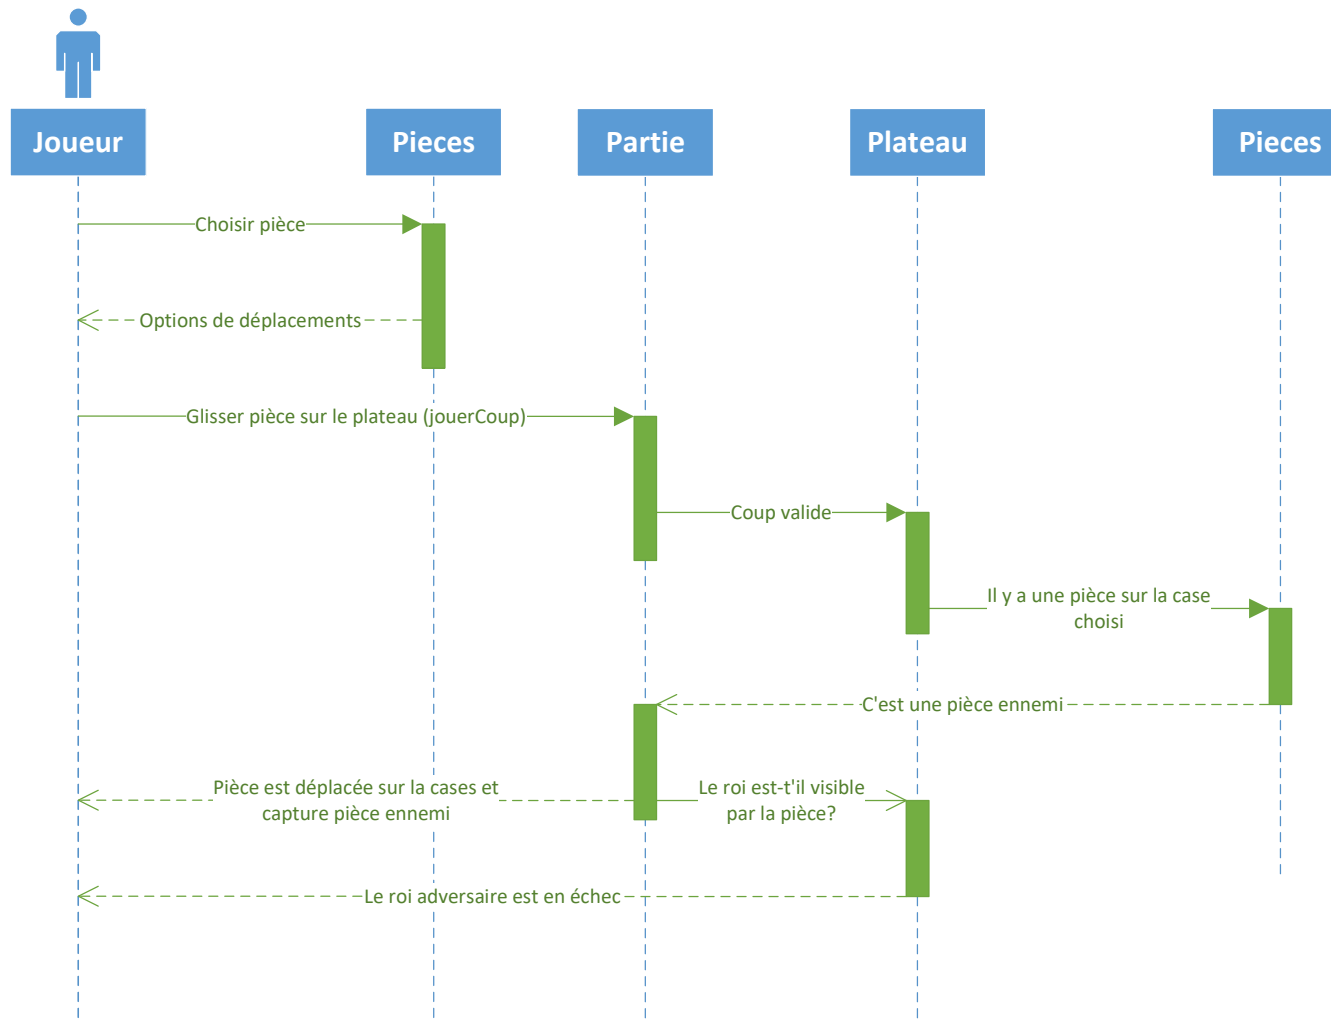 Joueur
Pieces
Partie
Plateau
Pieces
Choisir pièce
Options de déplacements
Glisser pièce sur le plateau (jouerCoup)
Coup valide
Il y a une pièce sur la case
choisi
C'est une pièce ennemi
Pièce est déplacée sur la cases et
capture pièce ennemi
Le roi est-t'il visible
par la pièce?
Le roi adversaire est en échec